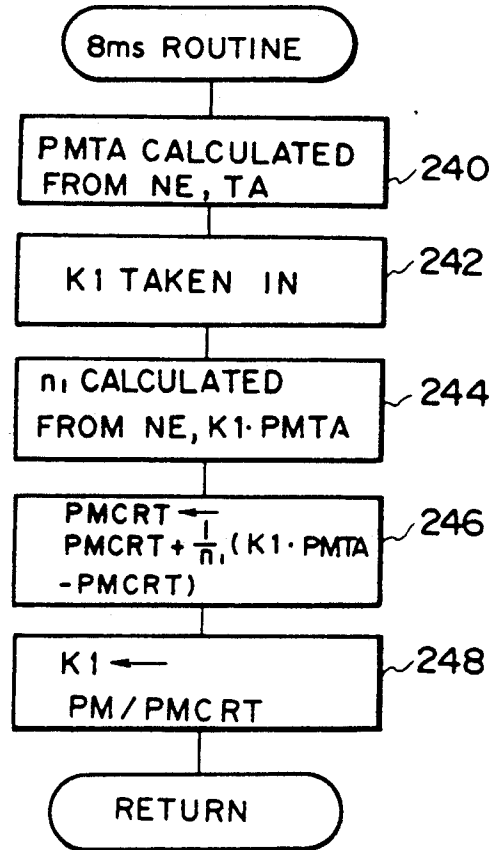 8ms ROUTINE
PMTA CALCULATED
FROM NE, TA
240
K1 TAKEN IN
242
n₁ CALCULATED
FROM NE, K1·PMTA
244
PMCRT ←
PMCRT + 1/n₁ (K1·PMTA
-PMCRT)
246
K1 ←
PM/PMCRT
248
RETURN